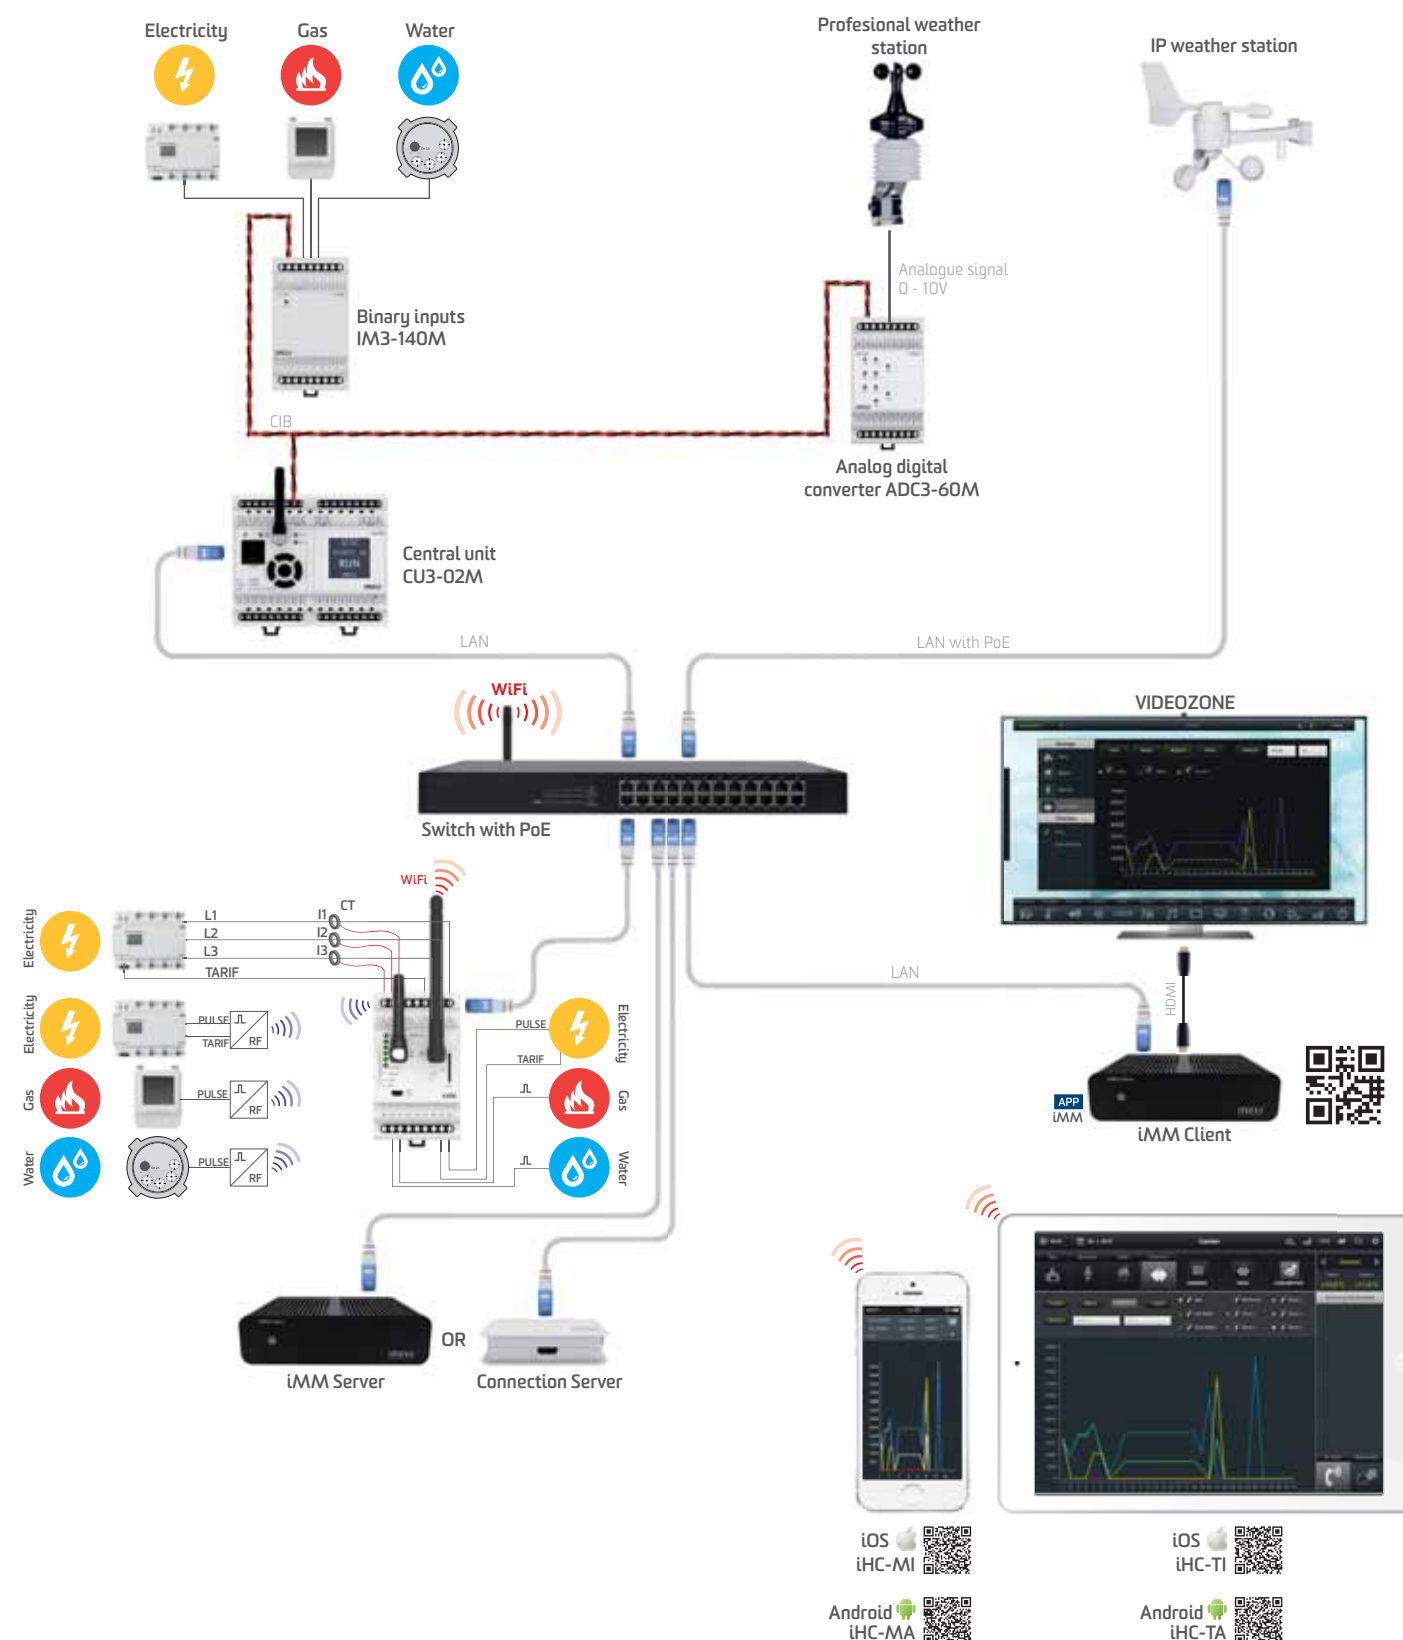 Electricity
Gas
Water
Profesional weather
station
IP weather station
Analogue signal
0 - 10V
Binary inputs
IM3-140M
CIB
Analog digital
converter ADC3-60M
Central unit
CU3-02M
RUN
LAN
LAN with PoE
WiFi
VIDEOZONE
Switch with PoE
WiFi
CT
Electricity
L1
I1
L2
I2
L3
I3
TARIF
LAN
HDMI
Electricity
PULSE
TARIF
RF
PULSE
TARIF
Electricity
Gas
PULSE
RF
Gas
APP
iMM
iMM Client
Water
PULSE
RF
Water
OR
iMM Server
Connection Server
iOS
iHC-MI
iOS
iHC-TI
Android
iHC-MA
Android
iHC-TA